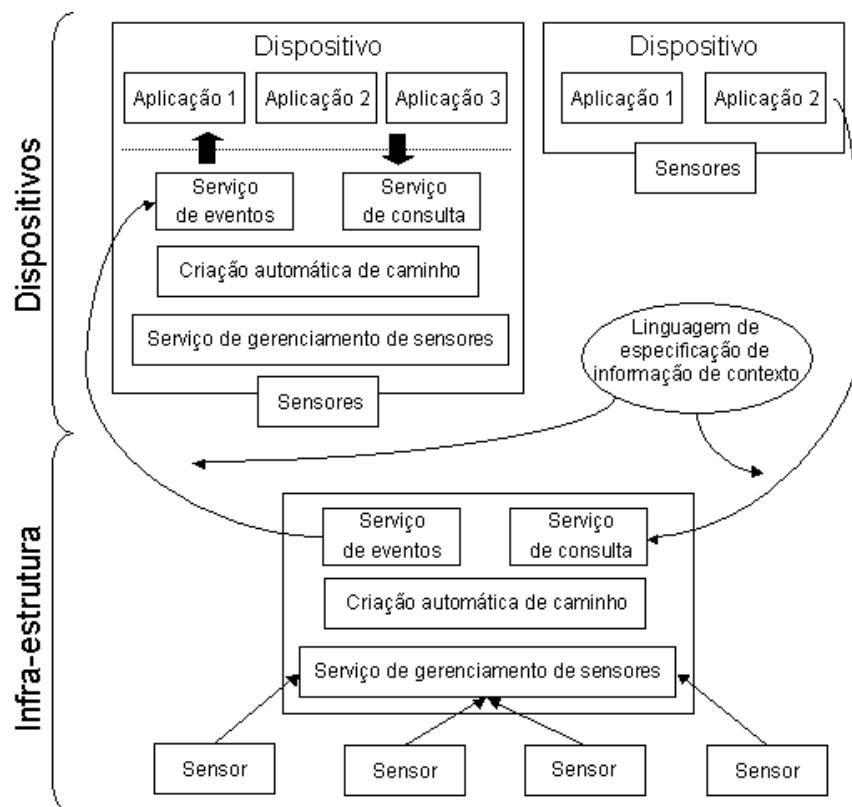 Dispositivos
Dispositivo
Aplicação 1
Aplicação 2
Aplicação 3
Serviço
de eventos
Serviço
de consulta
Criação automática de caminho
Serviço de gerenciamento de sensores
Sensores
Dispositivo
Aplicação 1
Aplicação 2
Sensores
Linguagem de
especificação de
informação de contexto
Infra-estrutura
Serviço
de eventos
Serviço
de consulta
Criação automática de caminho
Serviço de gerenciamento de sensores
Sensor
Sensor
Sensor
Sensor